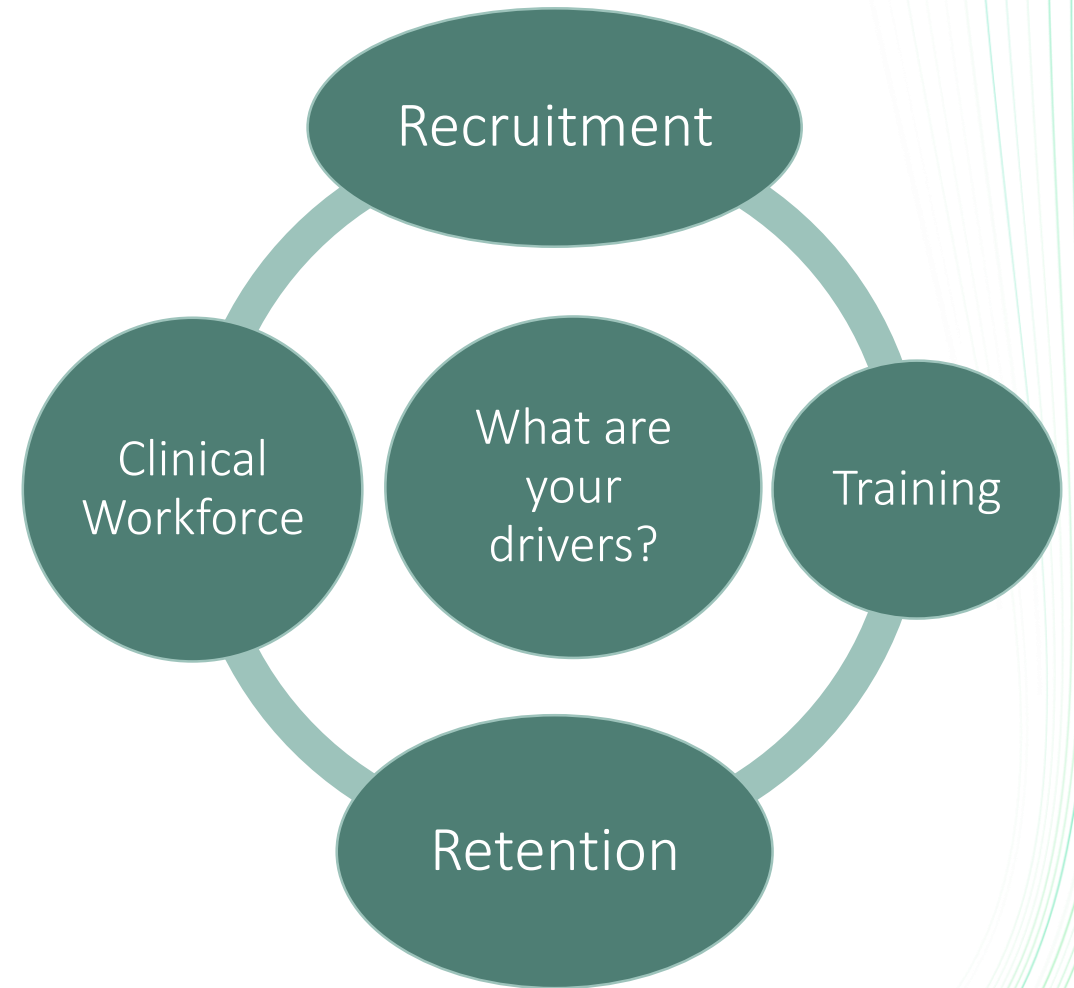 Recruitment
Clinical
Workforce
What are
your
drivers?
Training
Retention